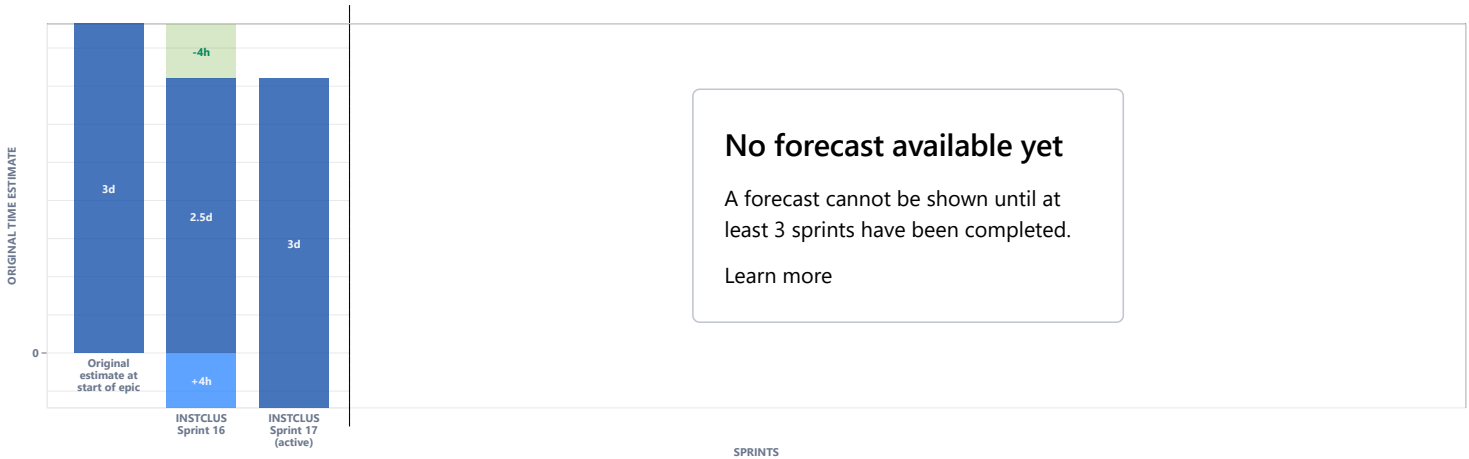 ORIGINAL TIME ESTIMATE
0
3d
Original
estimate at
start of epic
-4h
2.5d
+4h
INSTCLUS
Sprint 16
3d
INSTCLUS
Sprint 17
(active)
No forecast available yet
A forecast cannot be shown until at
least 3 sprints have been completed.
Learn more
SPRINTS